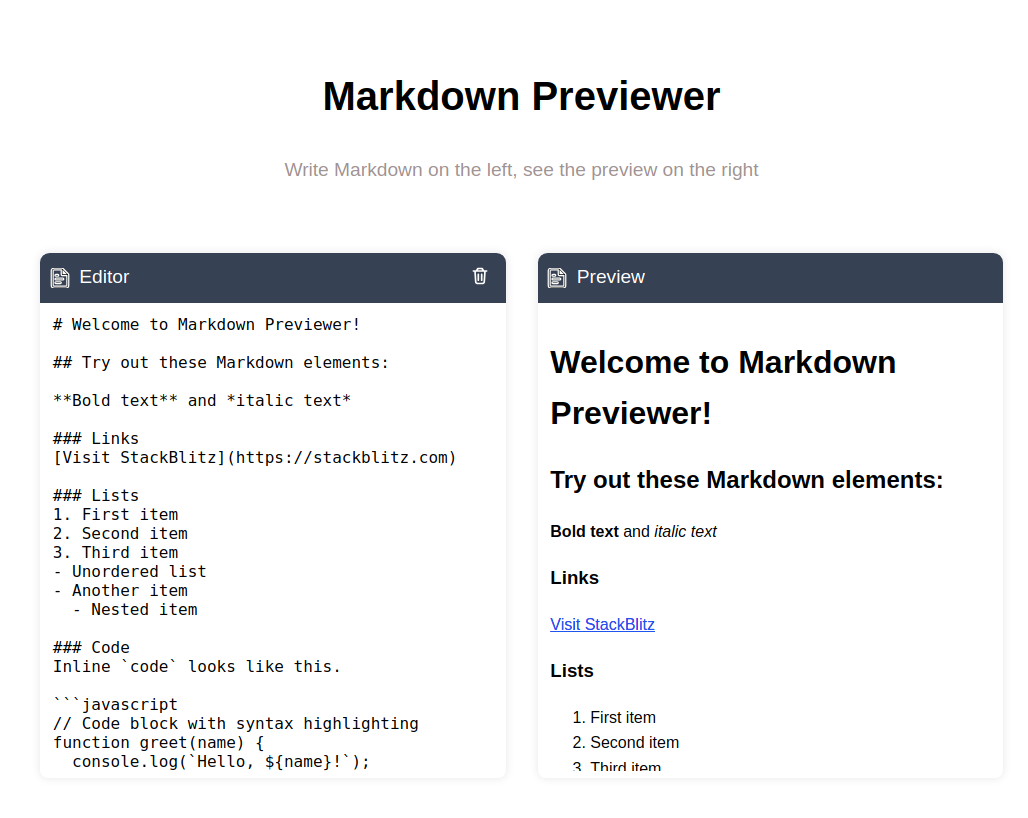 Markdown Previewer
Write Markdown on the left, see the preview on the right
Editor
# Welcome to Markdown Previewer!
## Try out these Markdown elements:
**Bold text** and *italic text*
### Links
[Visit StackBlitz](https://stackblitz.com)
### Lists
1. First item
2. Second item
3. Third item
- Unordered list
- Another item
  - Nested item
### Code
Inline `code` looks like this.
```javascript
// Code block with syntax highlighting
function greet(name) {
  console.log(`Hello, ${name}!`);
Preview
Welcome to Markdown
Previewer!
Try out these Markdown elements:
Bold text and italic text
Links
Visit StackBlitz
Lists
1. First item
2. Second item
3. Third item